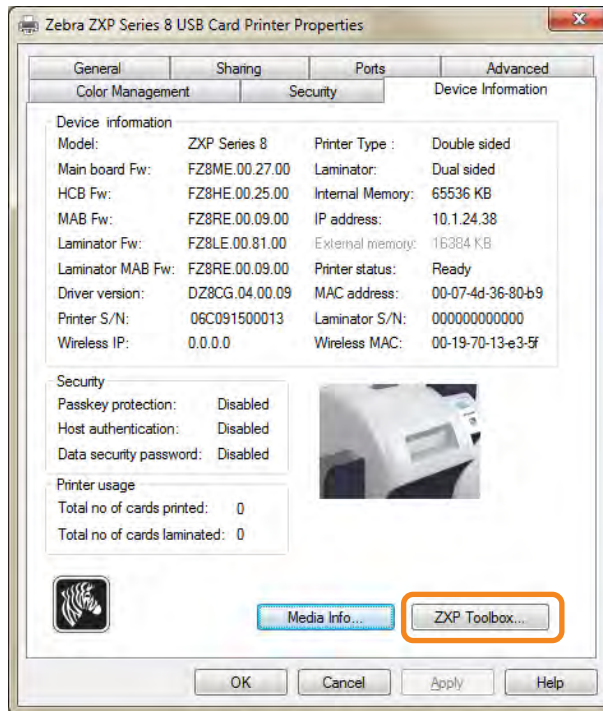 Zebra ZXP Series 8 USB Card Printer Properties
General Sharing Ports Advanced
Color Management Security Device Information
Device information
Model: ZXP Series 8 Printer Type : Double sided
Main board Fw: FZ8ME.00.27.00 Laminator: Dual sided
HCB Fw: FZ8HE.00.25.00 Internal Memory: 65536 KB
MAB Fw: FZ8RE.00.09.00 IP address: 10.1.24.38
Laminator Fw: FZ8LE.00.81.00 External memory: 16384 KB
Laminator MAB Fw: FZ8RE.00.09.00 Printer status: Ready
Driver version: DZ8CG.04.00.09 MAC address: 00-07-4d-36-80-b9
Printer S/N: 06C091500013 Laminator S/N: 000000000000
Wireless IP: 0.0.0.0 Wireless MAC: 00-19-70-13-e3-5f
Security
Passkey protection: Disabled
Host authentication: Disabled
Data security password: Disabled
Printer usage
Total no of cards printed: 0
Total no of cards laminated: 0
Media Info... ZXP Toolbox...
OK Cancel Apply Help